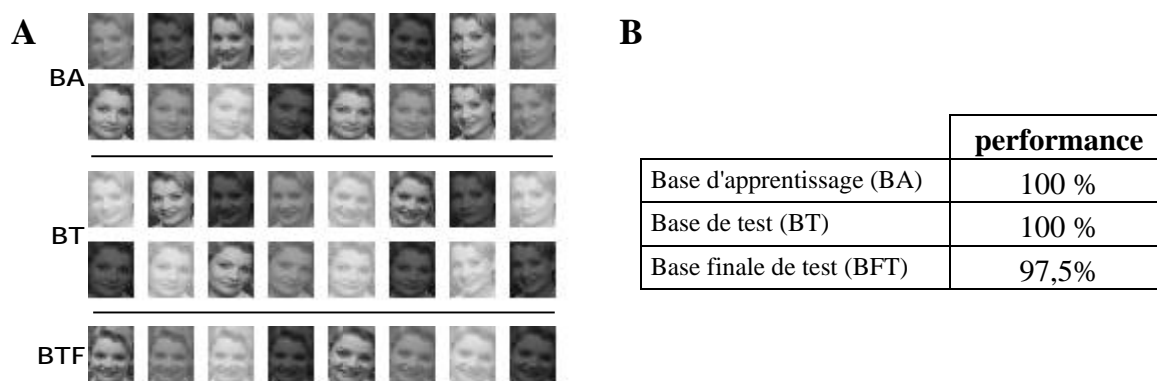 A
BA
BT
BTF
B
performance
Base d'apprentissage (BA) 100 %
Base de test (BT) 100 %
Base finale de test (BFT) 97,5%